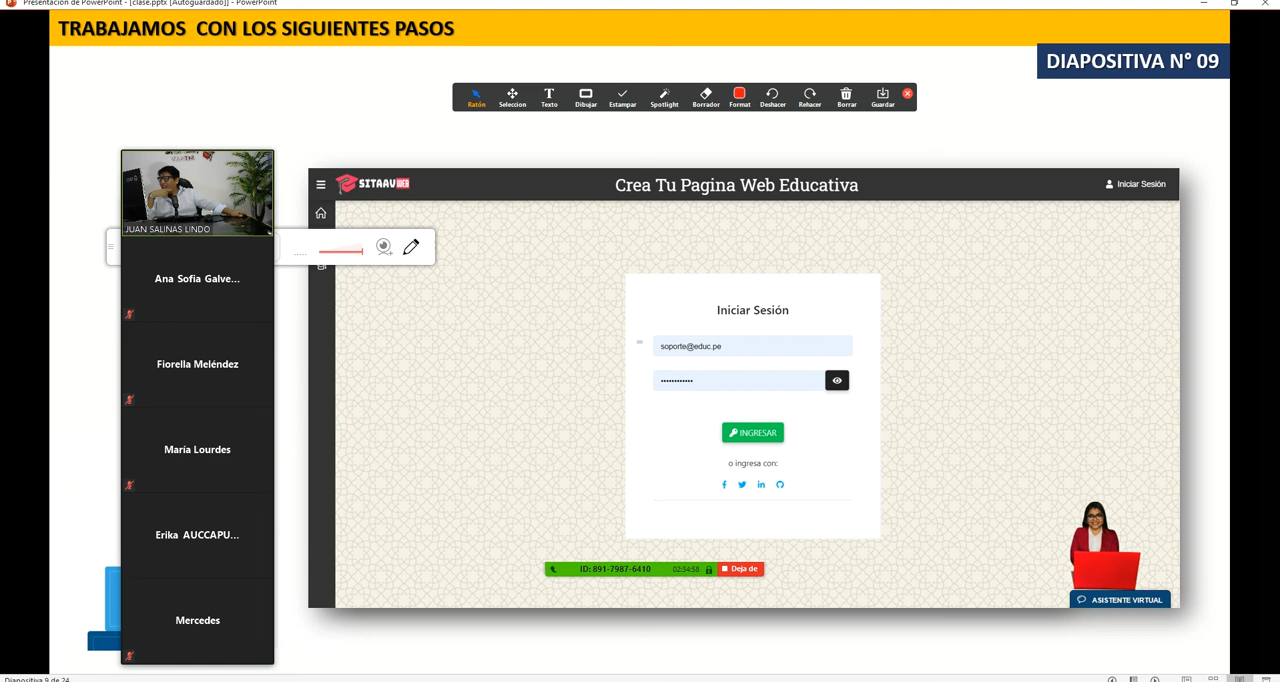 Presentación de PowerPoint - [clase.pptx [Autoguardado]] - PowerPoint
TRABAJAMOS CON LOS SIGUIENTES PASOS
DIAPOSITIVA N° 09
Ratón Seleccion Texto Dibujar Estampar Spotlight Borrador Format Deshacer Rehacer Borrar Guardar
JUAN SALINAS LINDO
Ana Sofia Galve...
Fiorella Meléndez
María Lourdes
Erika AUCCAPU...
Mercedes
SITAAV WEB
Crea Tu Pagina Web Educativa
Iniciar Sesión
Iniciar Sesión
soporte@educ.pe
INGRESAR
o ingresa con:
ID: 891-7987-6410 02:34:58 Deja de
ASISTENTE VIRTUAL
Diapositiva 9 de 24